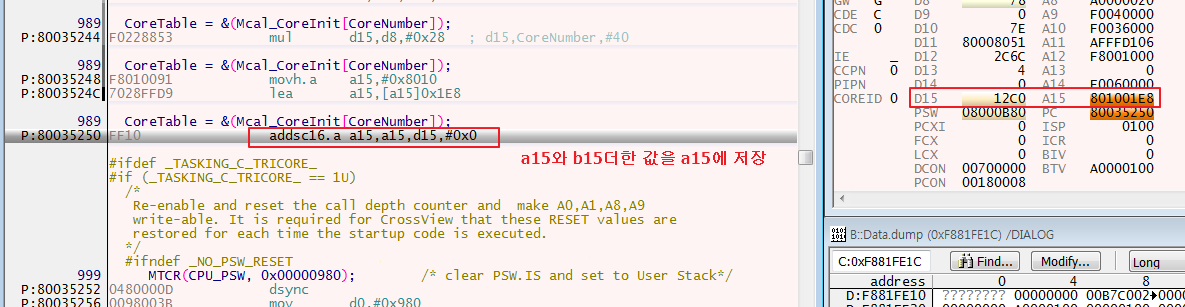 989 CoreTable = &(Mcal_CoreInit[CoreNumber]);
P:80035244 F0228853 mul d15,d8,#0x28 ; d15,CoreNumber,#40
989 CoreTable = &(Mcal_CoreInit[CoreNumber]);
P:80035248 F8010091 movh.a a15,#0x8010
P:8003524C 7028FFD9 lea a15,[a15]0x1E8
989 CoreTable = &(Mcal_CoreInit[CoreNumber]);
P:80035250 FF10 addsc16.a a15,a15,d15,#0x0
a15와 b15더한 값을 a15에 저장
#ifdef _TASKING_C_TRICORE_
#if (_TASKING_C_TRICORE_ == 1U)
/*
Re-enable and reset the call depth counter and make A0,A1,A8,A9
write-able. It is required for CrossView that these RESET values are
restored for each time the startup code is executed.
*/
#ifndef _NO_PSW_RESET
999 MTCR(CPU_PSW, 0x00000980); /* clear PSW.IS and set to User Stack*/
P:80035252 0480000D dsync
P:80035256 0098003B mov d0,#0x980
GW G D8 78 A8 A0000020
CDE C D9 0 A9 F0040000
CDC 0 D10 7E A10 F0036000
D11 80008051 A11 AFFFD106
IE _ D12 2C6C A12 F8001000
CCPN 0 D13 4 A13 0
PIPN D14 0 A14 F0060000
COREID 0 D15 12C0 A15 801001E8
PSW 08000B80 PC 80035250
PCXI 0 ISP 0100
FCX 0 ICR 0
LCX 0 BIV 0
DCON 00700000 BTV A0000100
PCON 00180008
B::Data.dump (0xF881FE1C) /DIALOG
C:0xF881FE1C Find... Modify... Long
address 0 4 8
D:F881FE10 ???????? 00000000 00B7C002